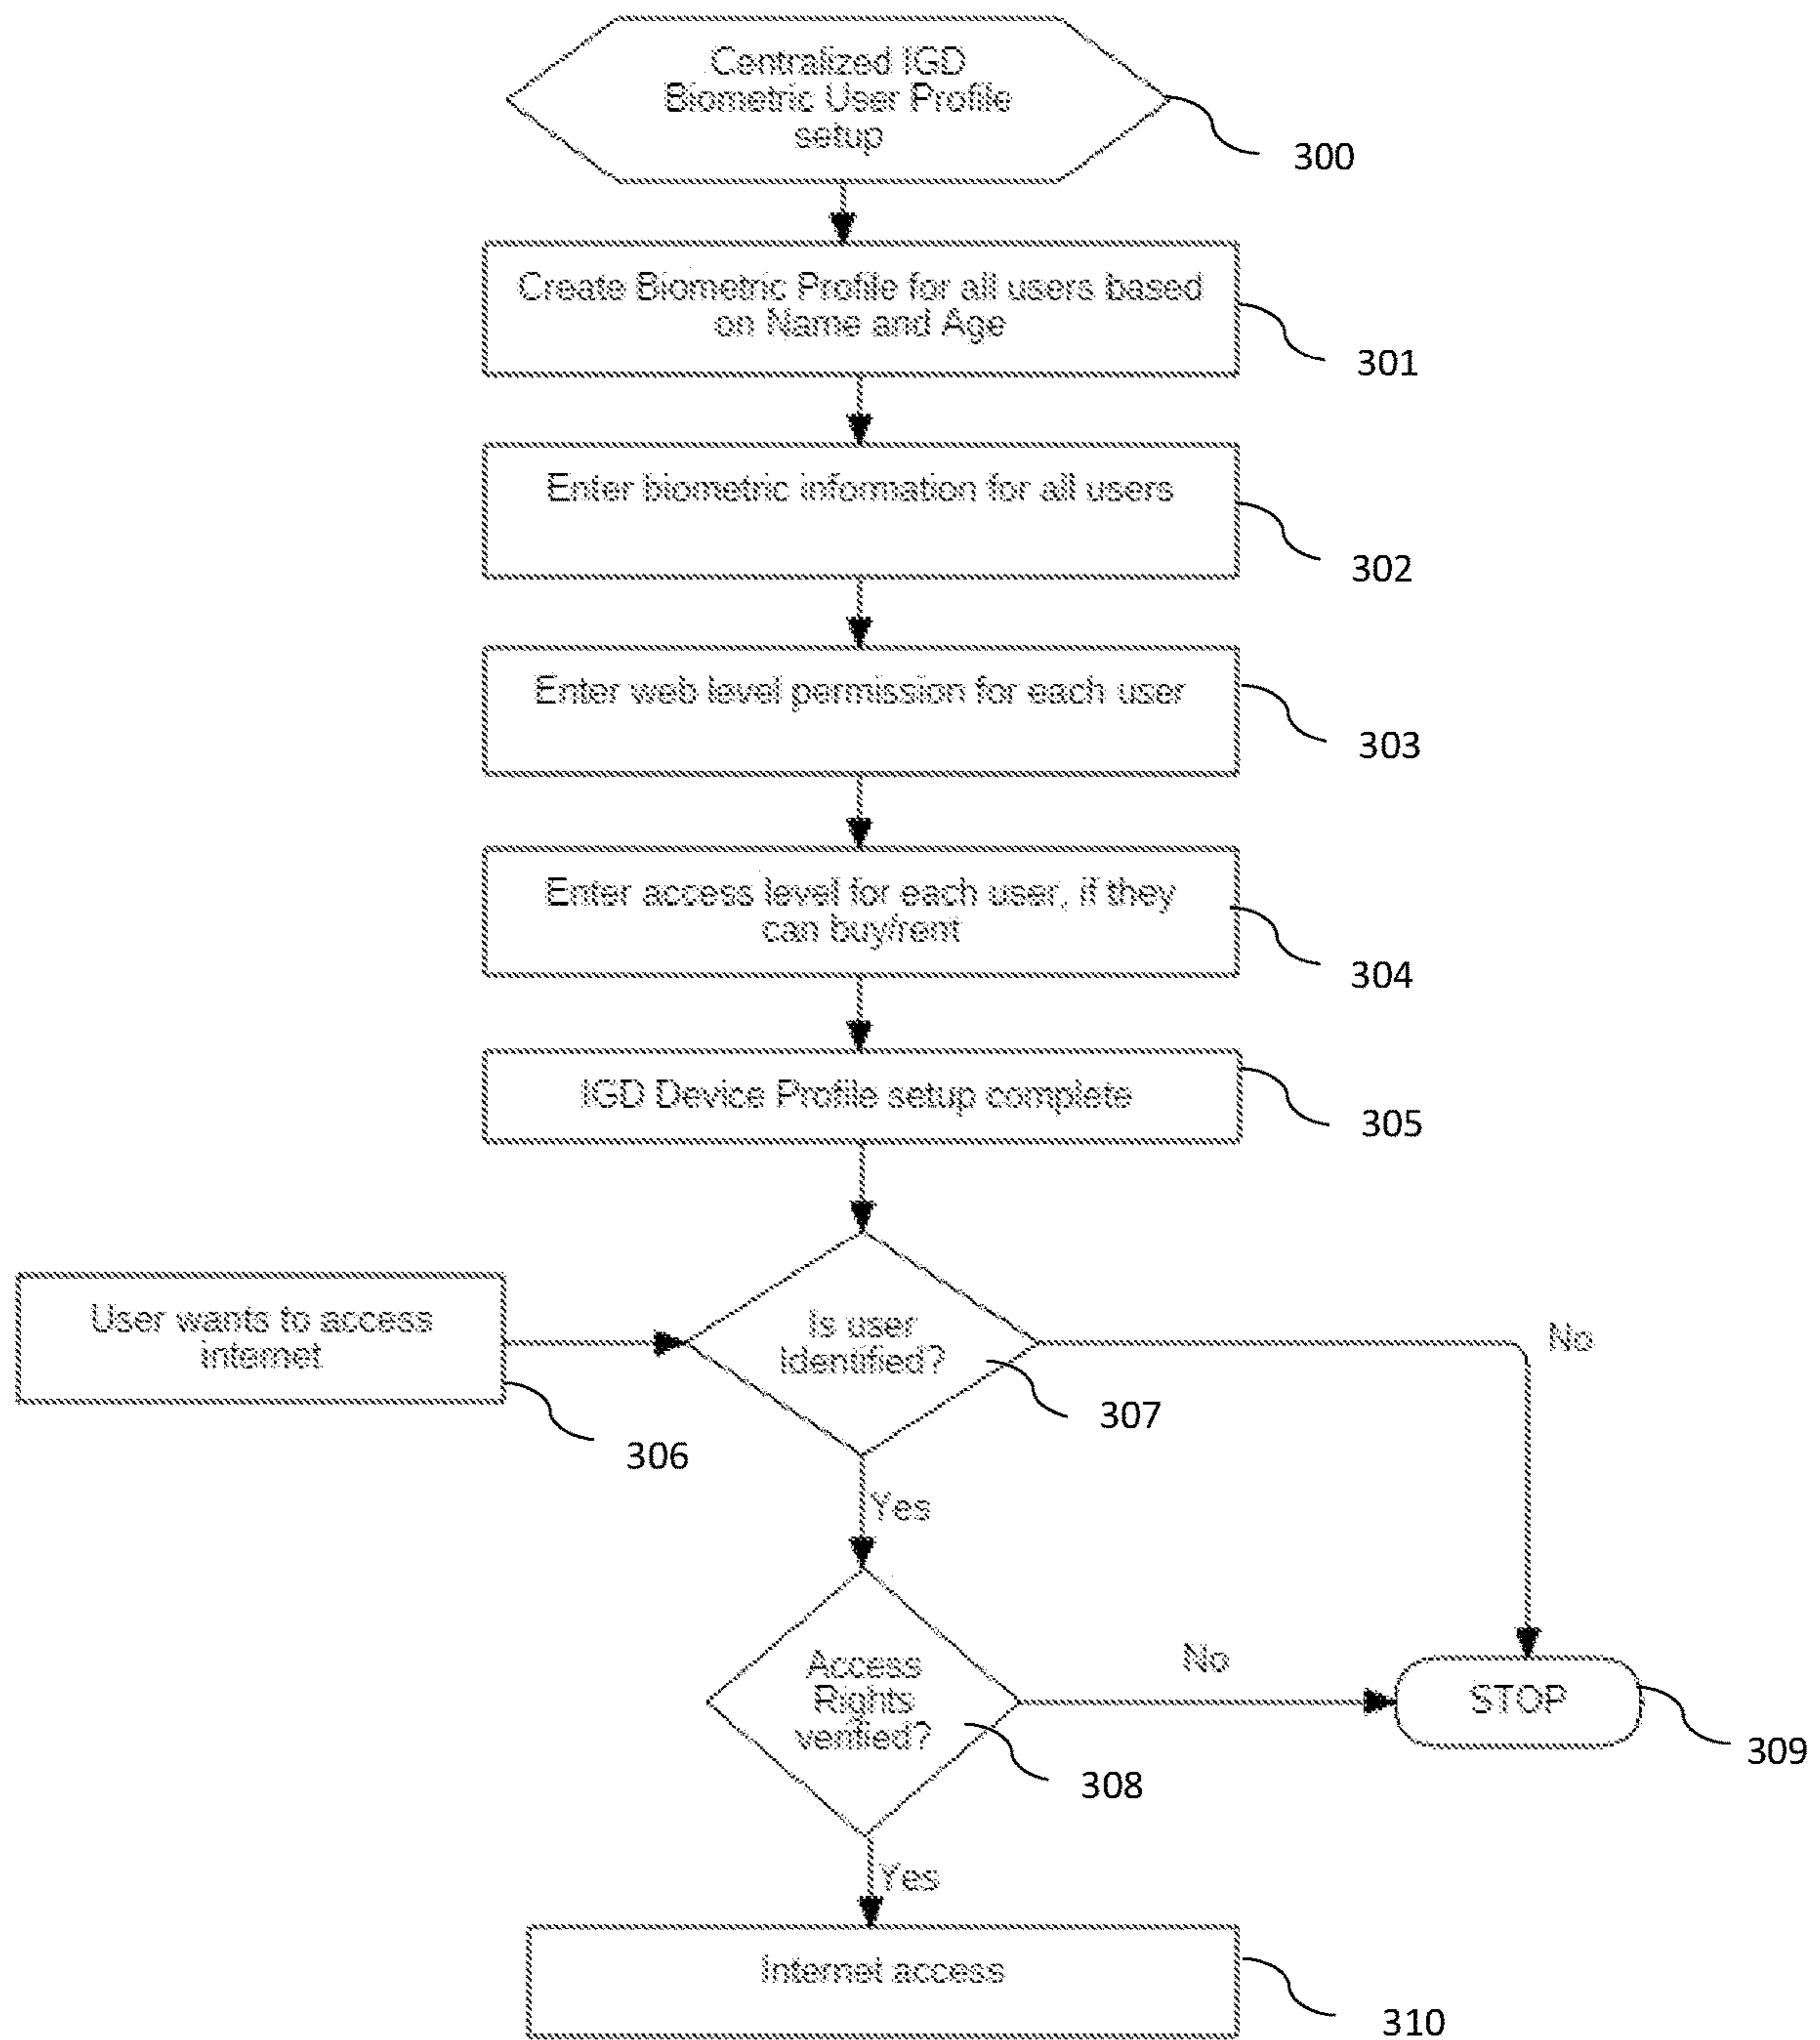 Centralized IGD
Biometric User Profile
setup
300
Create Biometric Profile for all users based
on Name and Age
301
Enter biometric information for all users
302
Enter web level permission for each user
303
Enter access level for each user, if they
can buy/rent
304
IGD Device Profile setup complete
305
User wants to access
internet
306
Is user
Identified?
307
No
Yes
Access
Rights
verified?
308
No
STOP
309
Yes
Internet access
310